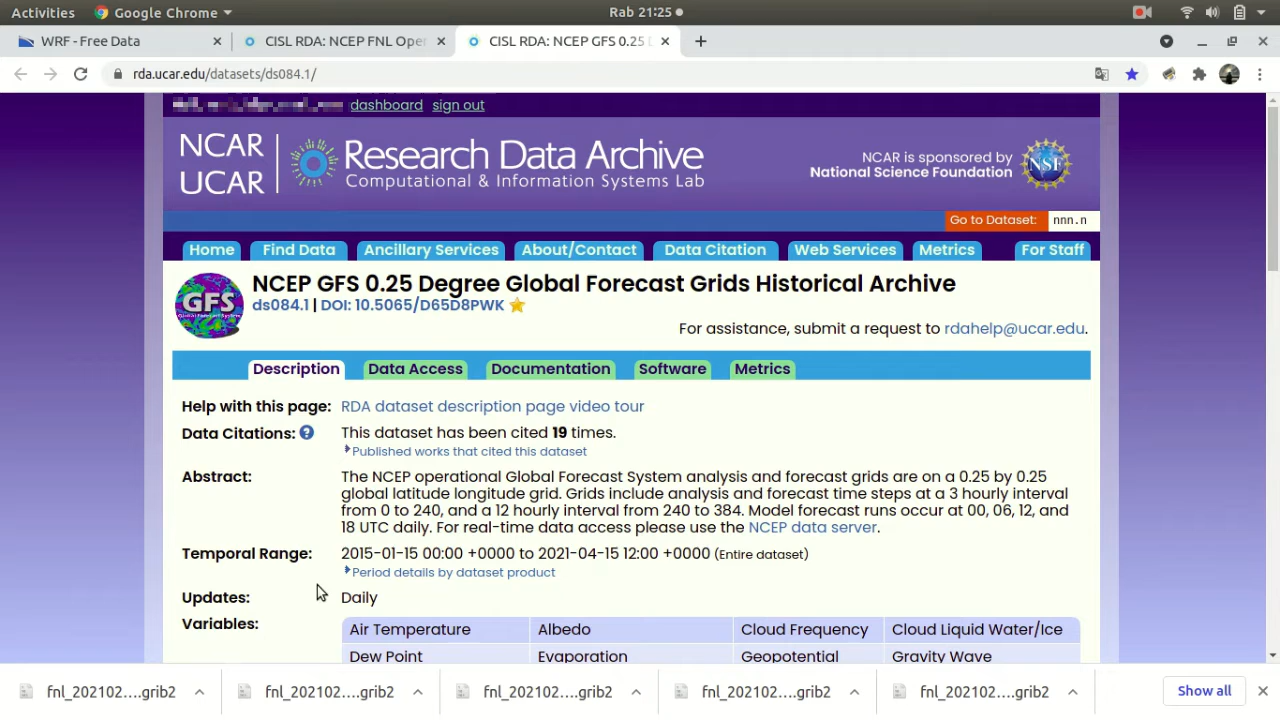 Activities Google Chrome Rab 21:25
WRF - Free Data CISL RDA: NCEP FNL Oper CISL RDA: NCEP GFS 0.25
rda.ucar.edu/datasets/ds084.1/
dashboard sign out
NCAR
UCAR
Research Data Archive
Computational & Information Systems Lab
NCAR is sponsored by
National Science Foundation
NSF
Go to Dataset: nnn.n
Home Find Data Ancillary Services About/Contact Data Citation Web Services Metrics For Staff
GFS
Global Forecast System
NCEP GFS 0.25 Degree Global Forecast Grids Historical Archive
ds084.1 | DOI: 10.5065/D65D8PWK
For assistance, submit a request to rdahelp@ucar.edu.
Description Data Access Documentation Software Metrics
Help with this page: RDA dataset description page video tour
Data Citations: ? This dataset has been cited 19 times.
Published works that cited this dataset
Abstract: The NCEP operational Global Forecast System analysis and forecast grids are on a 0.25 by 0.25
global latitude longitude grid. Grids include analysis and forecast time steps at a 3 hourly interval
from 0 to 240, and a 12 hourly interval from 240 to 384. Model forecast runs occur at 00, 06, 12, and
18 UTC daily. For real-time data access please use the NCEP data server.
Temporal Range: 2015-01-15 00:00 +0000 to 2021-04-15 12:00 +0000 (Entire dataset)
Period details by dataset product
Updates: Daily
Variables: Air Temperature Albedo Cloud Frequency Cloud Liquid Water/Ice
Dew Point Evaporation Geopotential Gravity Wave
fnl_202102....grib2 fnl_202102....grib2 fnl_202102....grib2 fnl_202102....grib2 fnl_202102....grib2 Show all